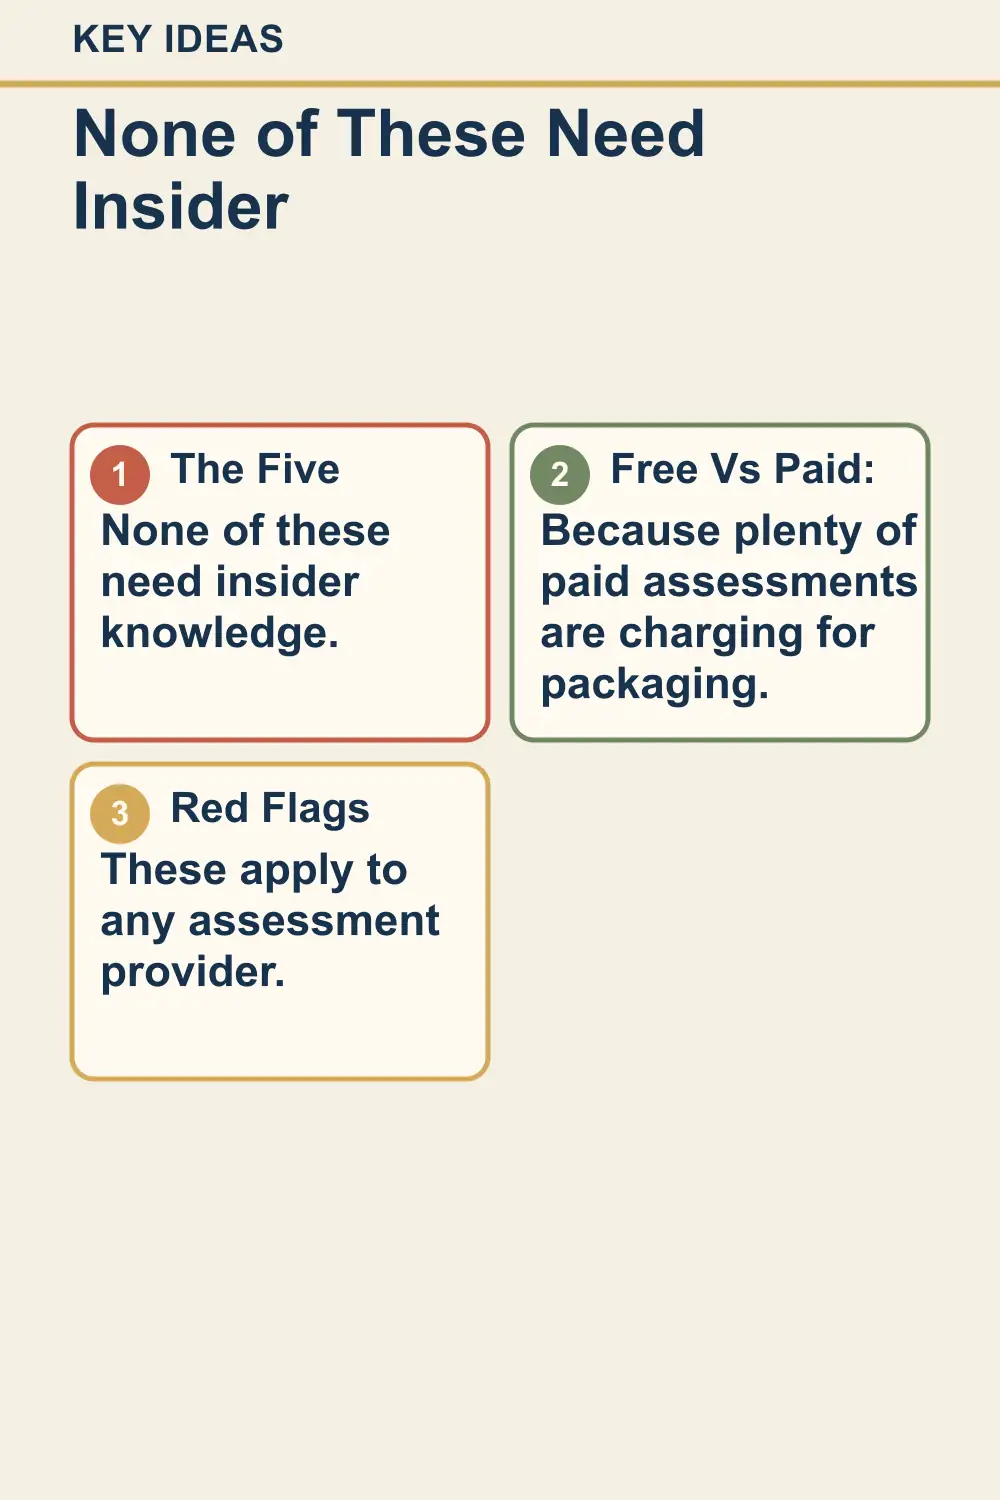 KEY IDEAS
None of These Need
Insider
1 The Five
None of these
need insider
knowledge.
2 Free Vs Paid:
Because plenty of
paid assessments
are charging for
packaging.
3 Red Flags
These apply to
any assessment
provider.